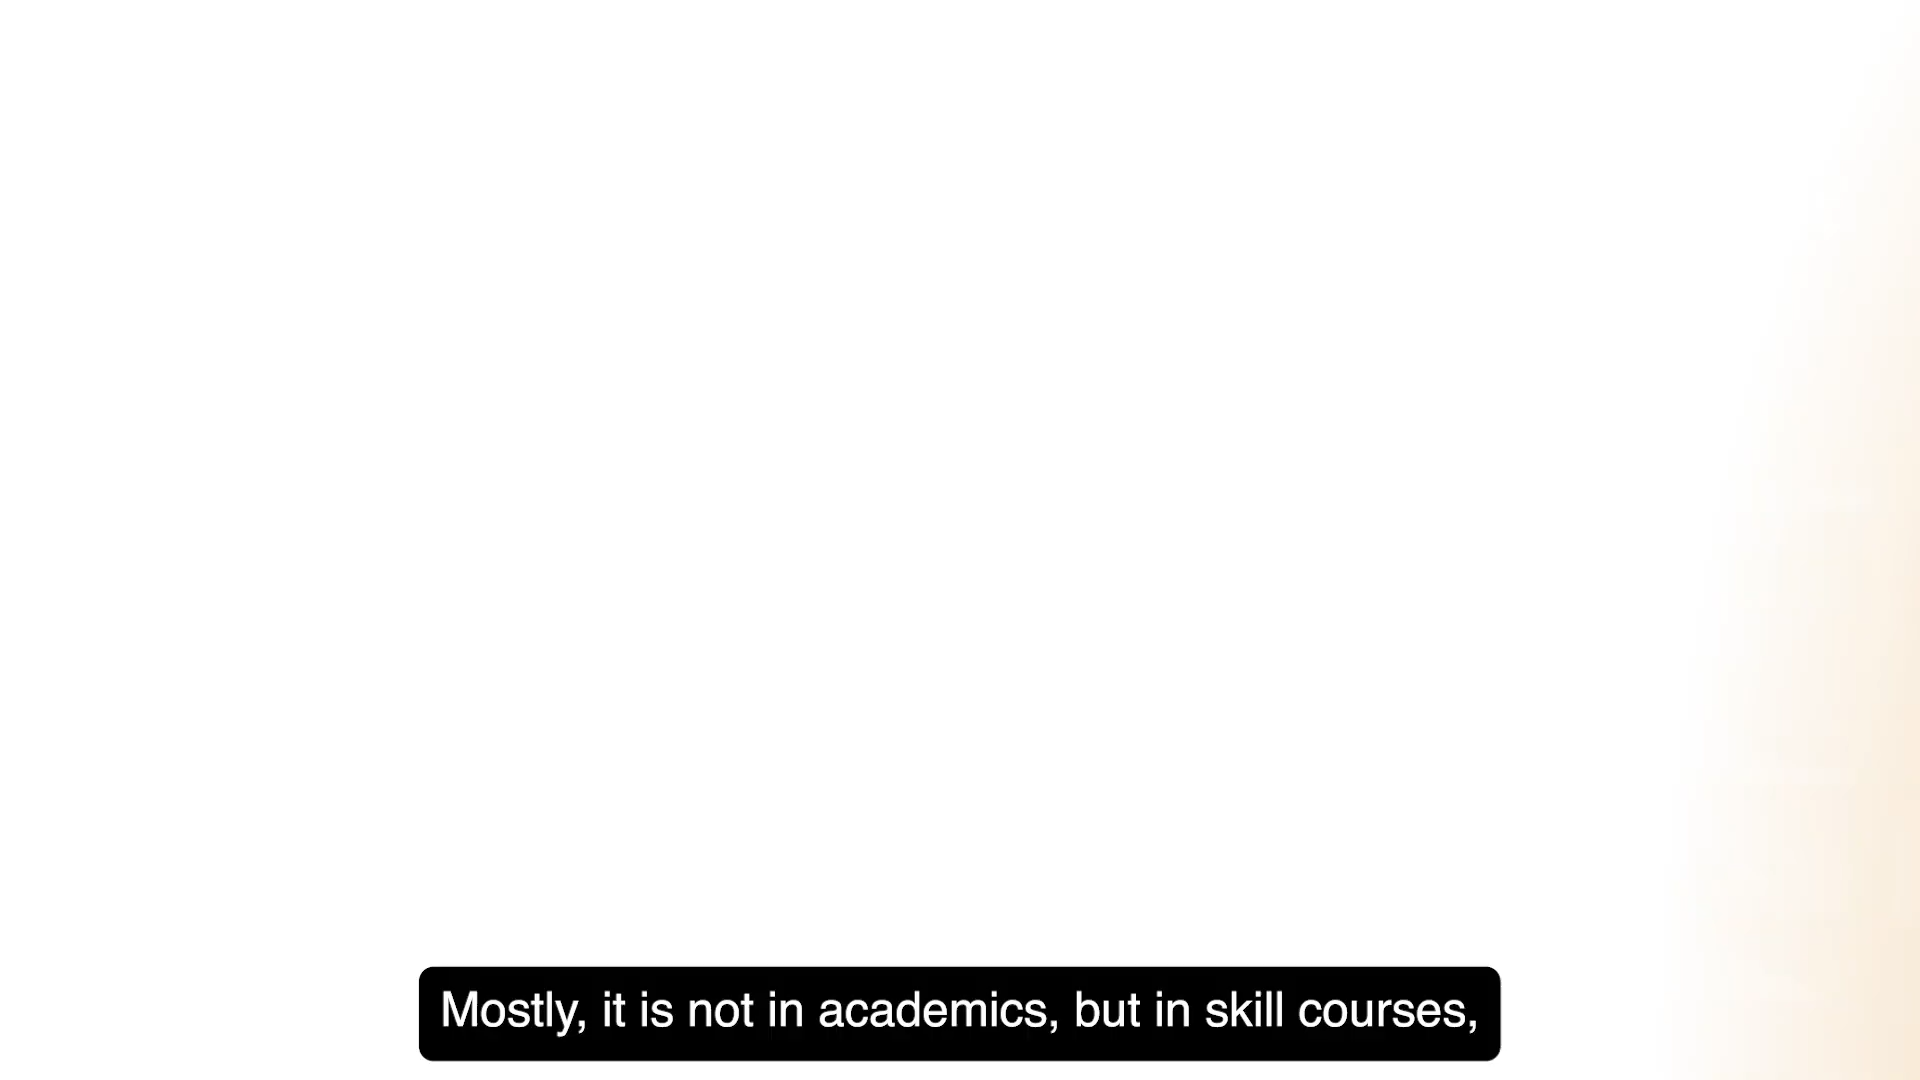 Mostly, it is not in academics, but in skill courses,